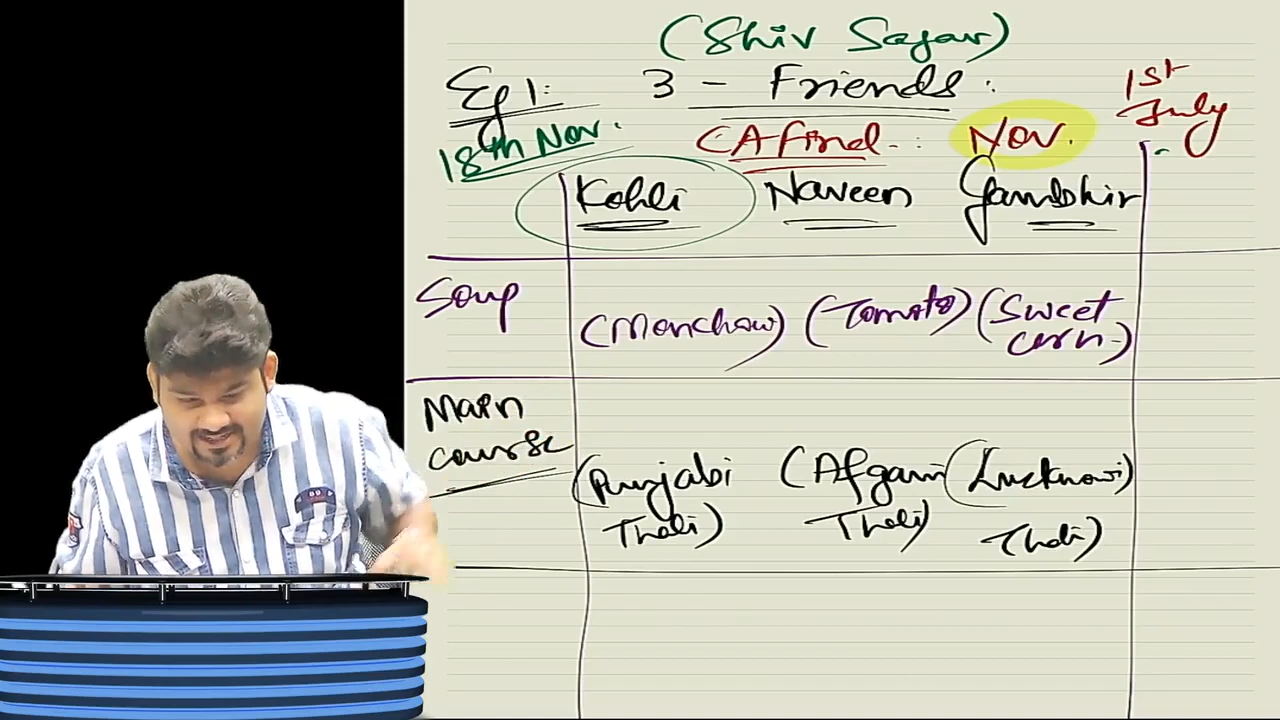 (Shiv Sagar)
Eg 1: 3 - Friends :
1st July
18th Nov. CA Final. : Nov.
Kohli Naveen Gambhir
Soup (Manchow) (Tomato) (Sweet corn)
Main course (Punjabi Thali) (Afgani Thali) (Lucknowi Thali)